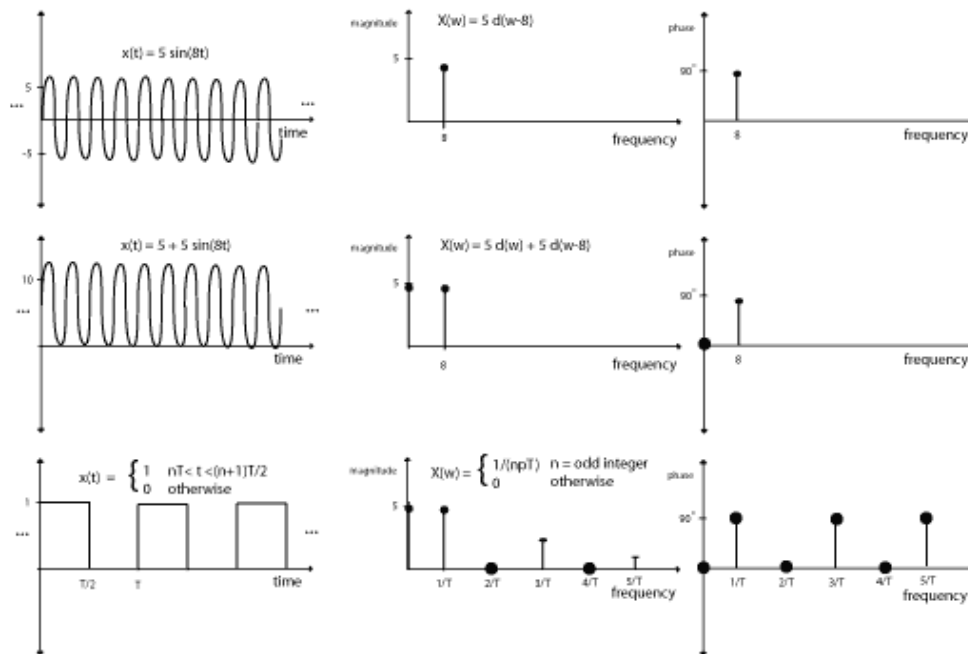 x(t) = 5 sin(8t)
5
...
...
time
-5
magnitude
X(w) = 5 d(w-8)
5
8
frequency
phase
90°
8
frequency
x(t) = 5 + 5 sin(8t)
10
...
...
time
magnitude
X(w) = 5 d(w) + 5 d(w-8)
5
8
frequency
phase
90°
8
frequency
x(t) = { 1 nT< t <(n+1)T/2
0 otherwise
1
...
...
T/2 T time
magnitude
X(w) = { 1/(npT) n = odd integer
0 otherwise
5
1/T 2/T 3/T 4/T 5/T
frequency
phase
90°
1/T 2/T 3/T 4/T 5/T
frequency